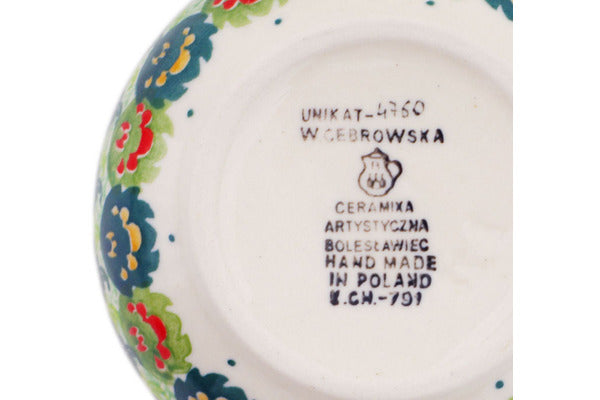 UNIKAT-4760
W.CEBROWSKA
CERAMIKA
ARTYSTYCZNA
BOLESŁAWIEC
HAND MADE
IN POLAND
K.CH.-791